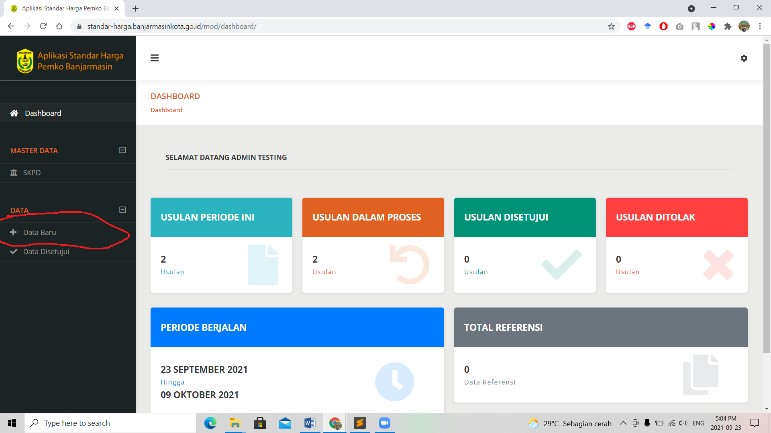 Aplikasi Standar Harga Pemko Ba
standar-harga.banjarmasinkota.go.id/mod/dashboard/
Aplikasi Standar Harga
Pemko Banjarmasin
Dashboard
MASTER DATA
SKPD
DATA
Data Baru
Data Disetujui
DASHBOARD
Dashboard
SELAMAT DATANG ADMIN TESTING
USULAN PERIODE INI
2
Usulan
USULAN DALAM PROSES
2
Usulan
USULAN DISETUJUI
0
Usulan
USULAN DITOLAK
0
Usulan
PERIODE BERJALAN
23 SEPTEMBER 2021
Hingga
09 OKTOBER 2021
TOTAL REFERENSI
0
Data Referensi
Type here to search
29°C Sebagian cerah
ENG
5:04 PM
2021-09-23